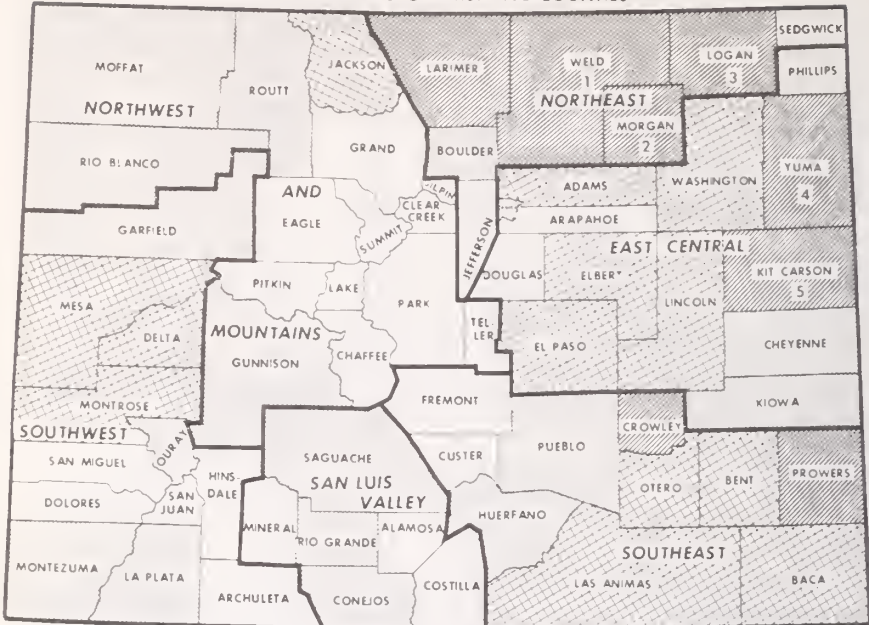 SEDGWICK
MOFFAT
JACKSON
LARIMER
WELD
1
LOGAN
3
PHILLIPS
ROUTT
NORTHWEST
NORTHEAST
MORGAN
2
GRAND
BOULDER
RIO BLANCO
YUMA
4
WASHINGTON
ADAMS
AND
EAGLE
CLEAR
CREEK
ARAPAHOE
GARFIELD
SUMMIT
JEFFERSON
EAST CENTRAL
DOUGLAS
ELBERT
KIT CARSON
5
PITKIN
LAKE
MESA
PARK
LINCOLN
MOUNTAINS
TEL-
LER
DELTA
EL PASO
CHEYENNE
GUNNISON
CHAFFEE
MONTROSE
FREMONT
KIOWA
SOUTHWEST
OURAY
CROWLEY
SAN MIGUEL
SAGUACHE
CUSTER
PUEBLO
HINS-
DALE
SAN LUIS
VALLEY
OTERO
BENT
PROWERS
DOLORES
SAN
JUAN
HUERFANO
MINERAL
RIO GRANDE
ALAMOSA
SOUTHEAST
MONTEZUMA
LA PLATA
LAS ANIMAS
BACA
ARCHULETA
CONEJOS
COSTILLA